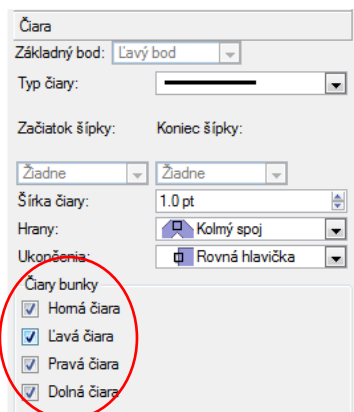 Čiara
Základný bod: Ľavý bod
Typ čiary:
Začiatok šípky: Koniec šípky:
Žiadne Žiadne
Šírka čiary: 1.0 pt
Hrany: Kolmý spoj
Ukončenia: Rovná hlavička
Čiary bunky
Horná čiara
Ľavá čiara
Pravá čiara
Dolná čiara